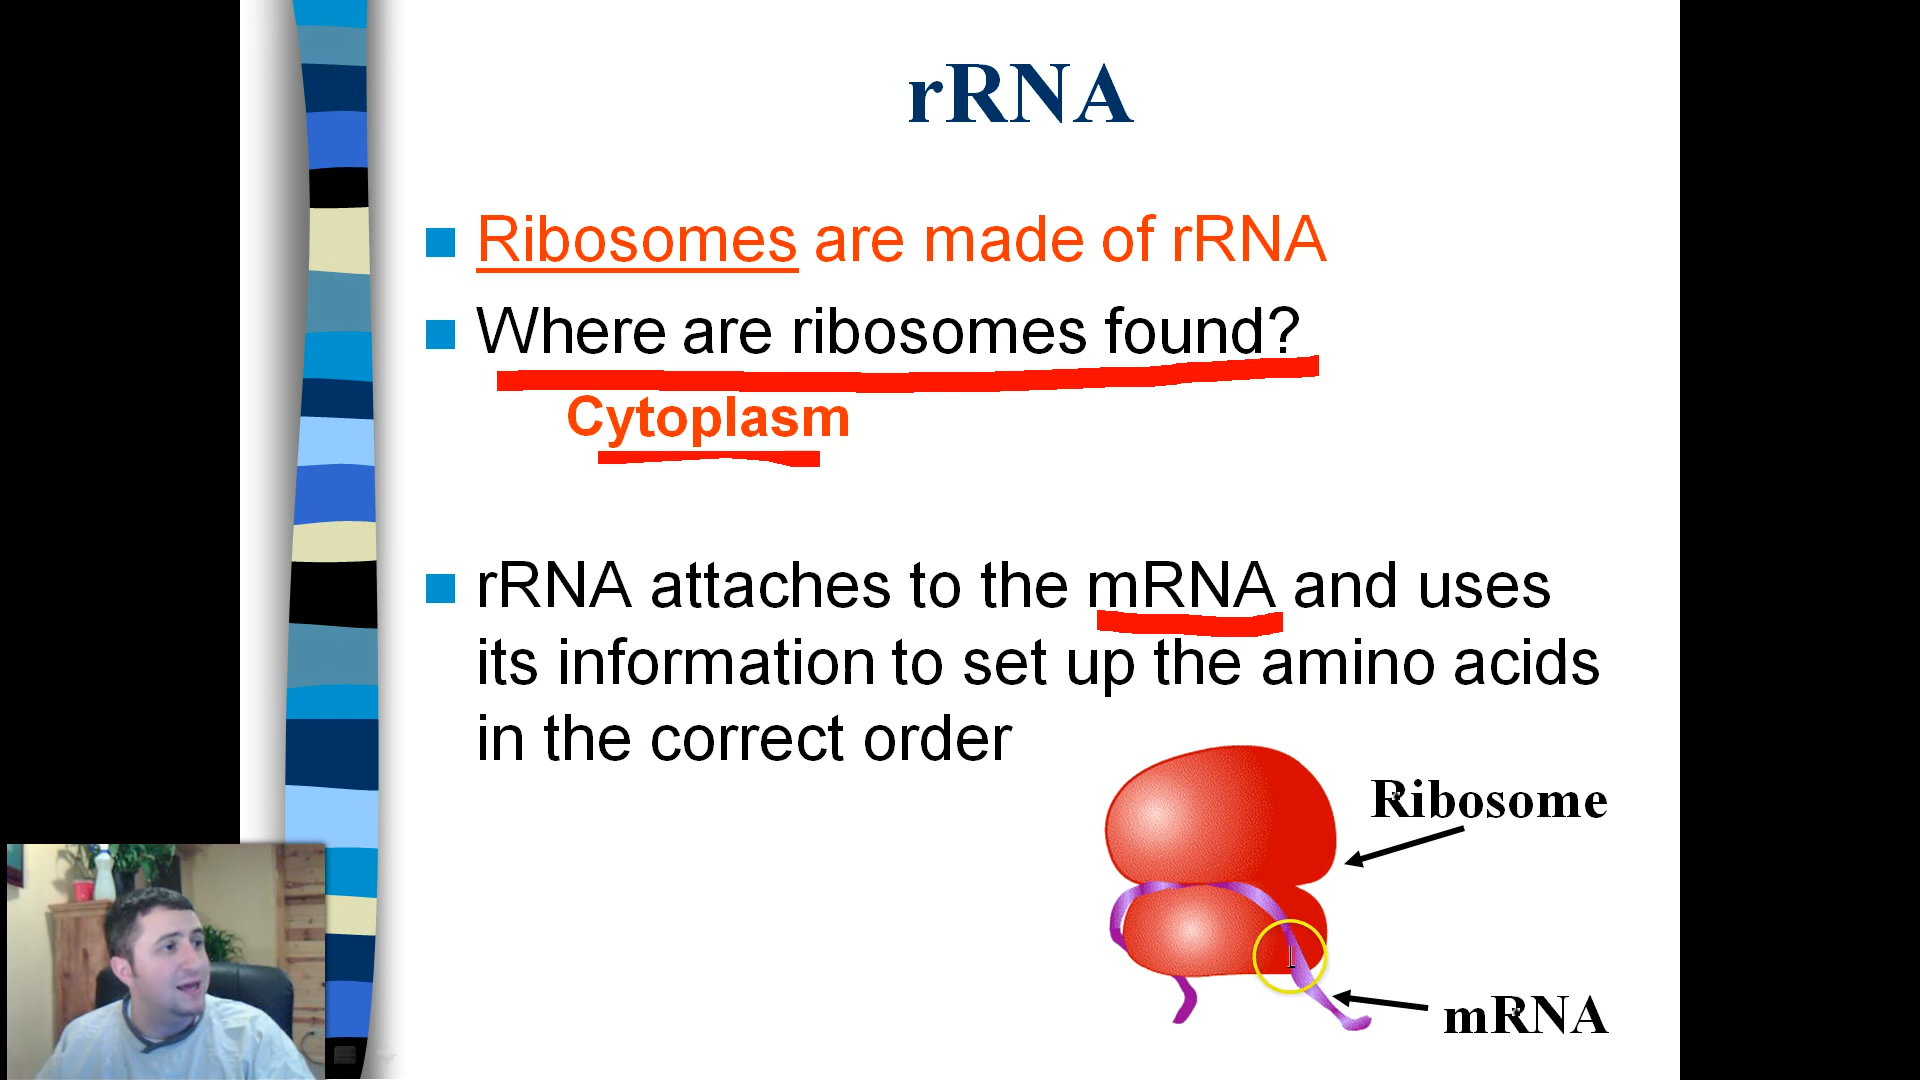 rRNA
Ribosomes are made of rRNA
Where are ribosomes found?
Cytoplasm
rRNA attaches to the mRNA and uses
its information to set up the amino acids
in the correct order
Ribosome
mRNA